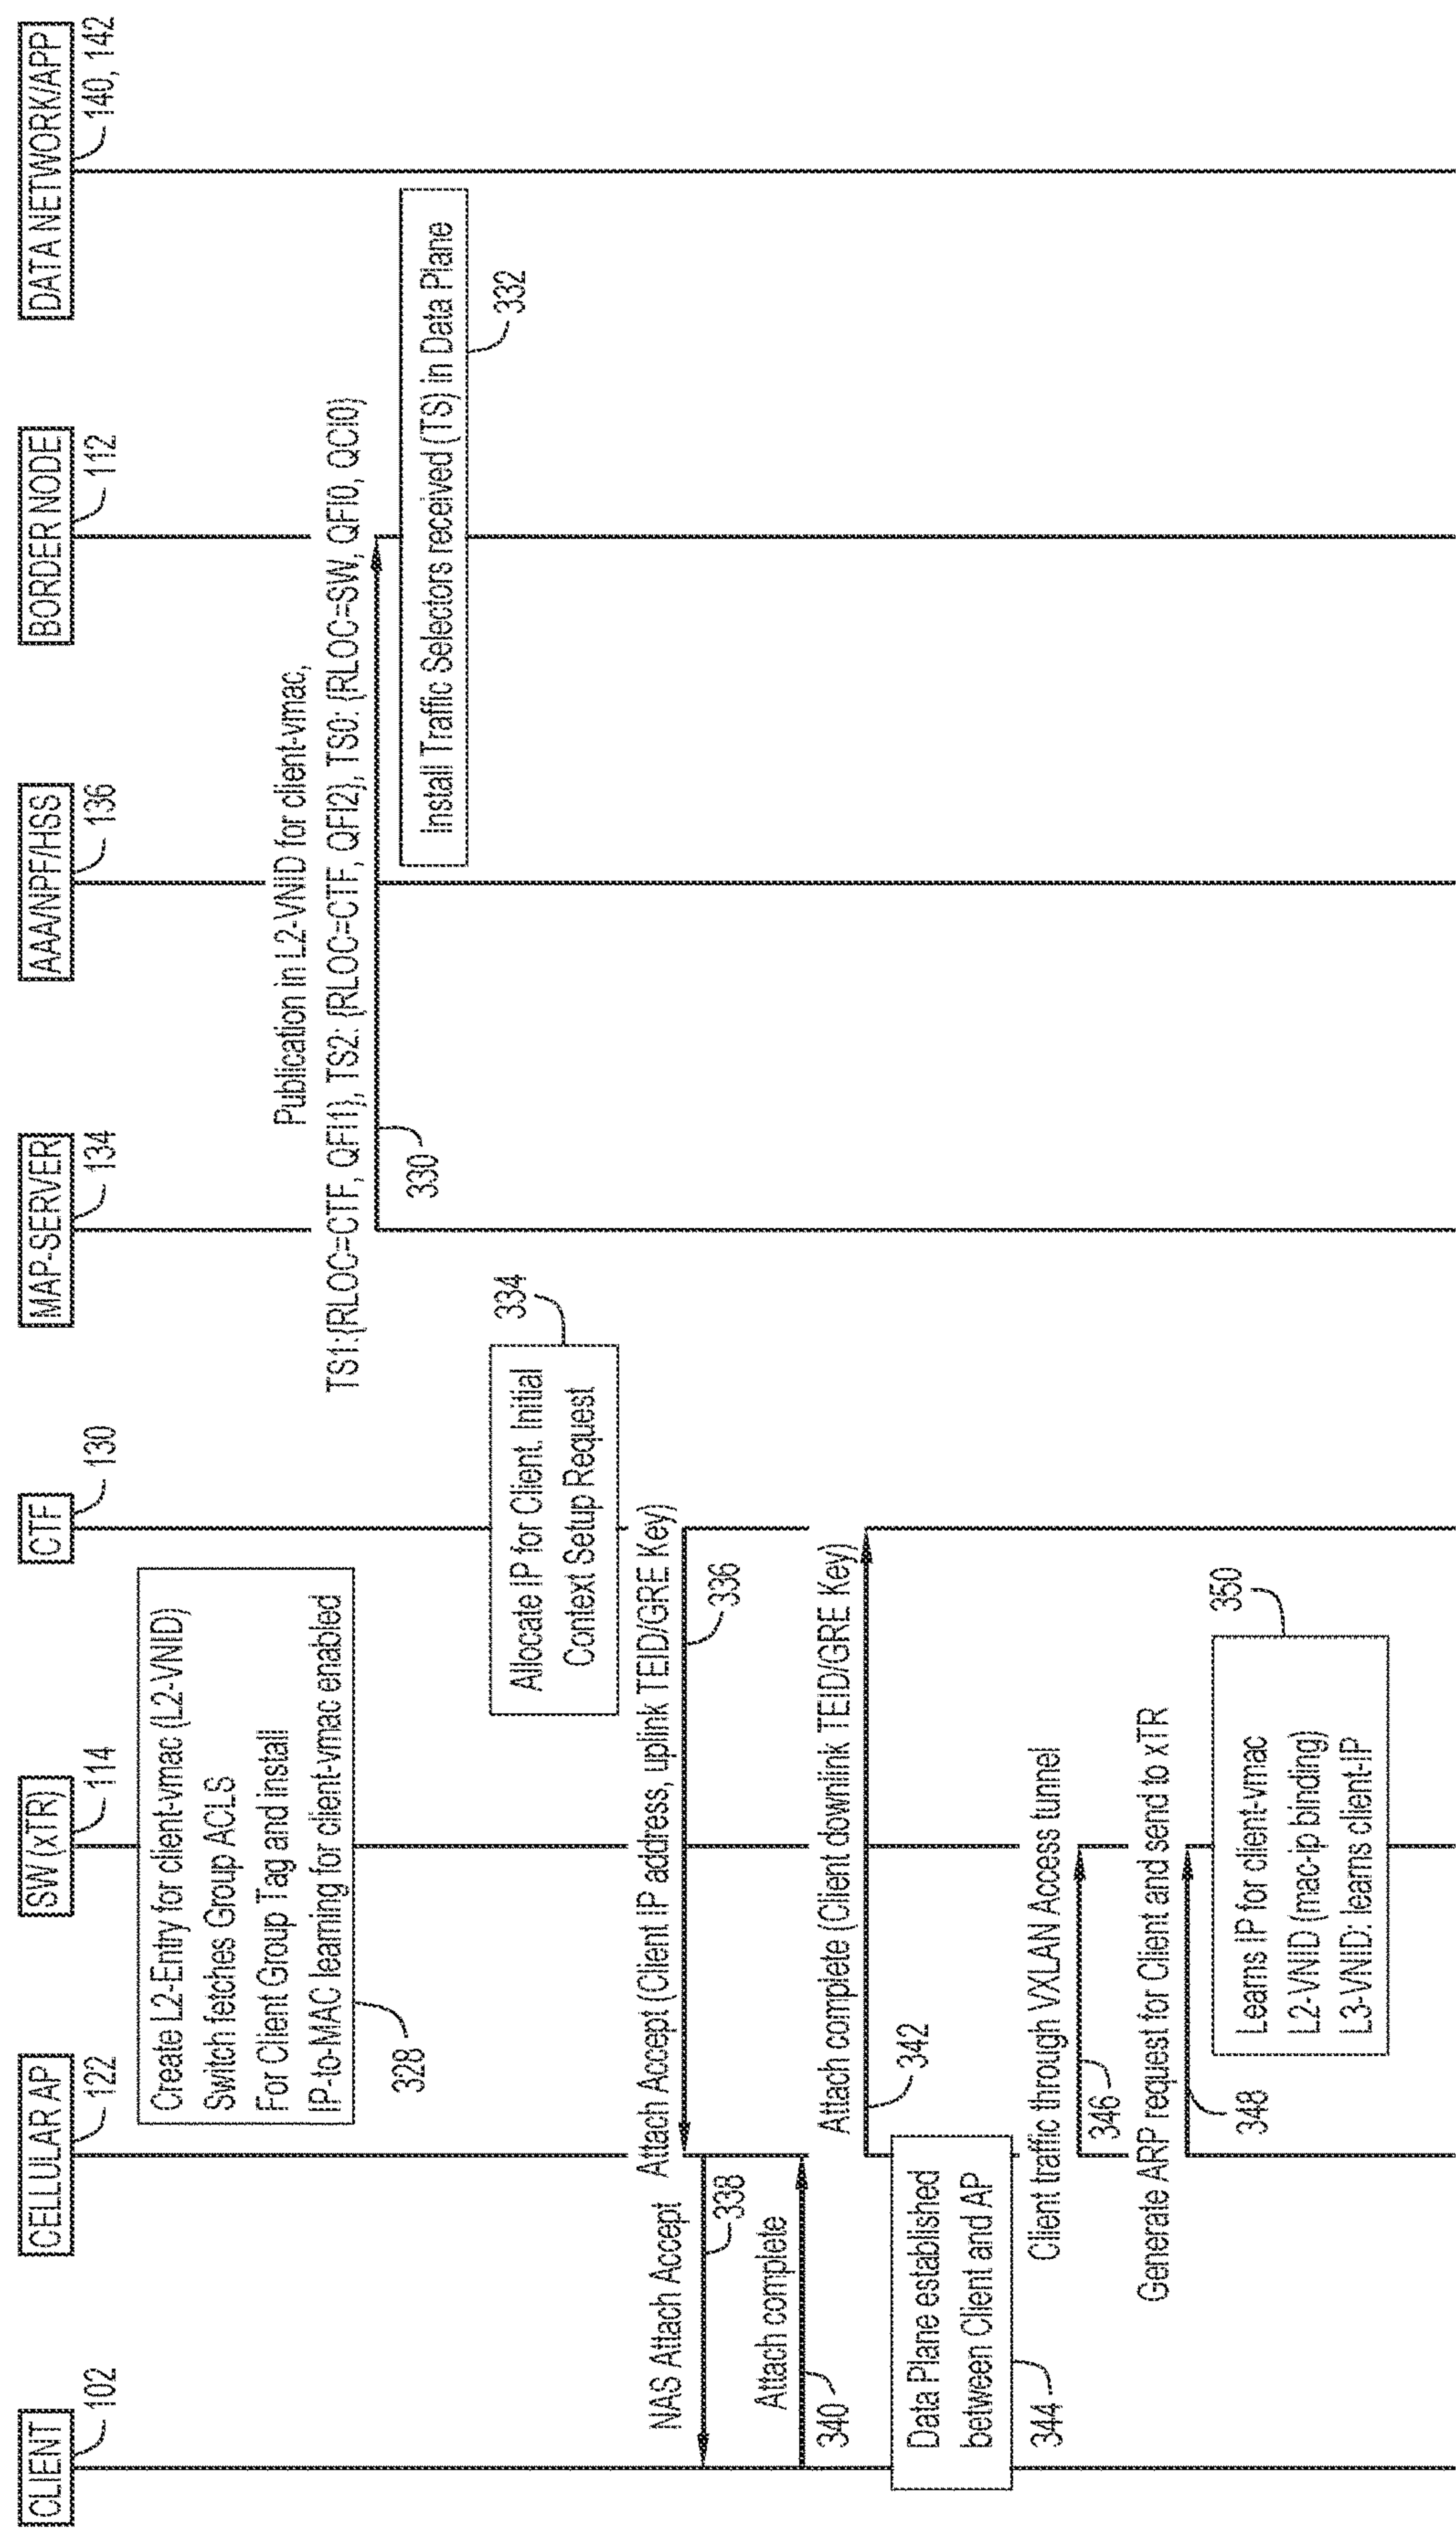 CLIENT
102
CELLULAR AP
122
SW (xTR)
114
CTF
130
MAP-SERVER
134
AAA/NPF/HSS
136
BORDER NODE
112
DATA NETWORK/APP
140, 142
Create L2-Entry for client-vmac (L2-VNID)
Switch fetches Group ACLS
For Client Group Tag and install
IP-to-MAC learning for client-vmac enabled
328
Publication in L2-VNID for client-vmac,
TS1:{RLOC=CTF, QFI1}, TS2: {RLOC=CTF, QFI2}, TS0: {RLOC=SW, QFI0, QCI0}
330
Install Traffic Selectors received (TS) in Data Plane
332
Allocate IP for Client. Initial
Context Setup Request
334
Attach Accept (Client IP address, uplink TEID/GRE Key)
336
NAS Attach Accept
338
Attach complete
340
Attach complete (Client downlink TEID/GRE Key)
342
Data Plane established
between Client and AP
344
Client traffic through VXLAN Access tunnel
346
Generate ARP request for Client and send to xTR
348
Learns IP for client-vmac
L2-VNID (mac-ip binding)
L3-VNID: learns client-IP
350